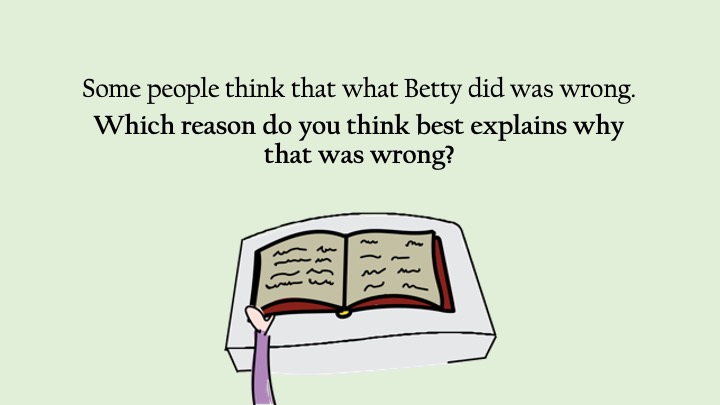 Some people think that what Betty did was wrong.
Which reason do you think best explains why
that was wrong?